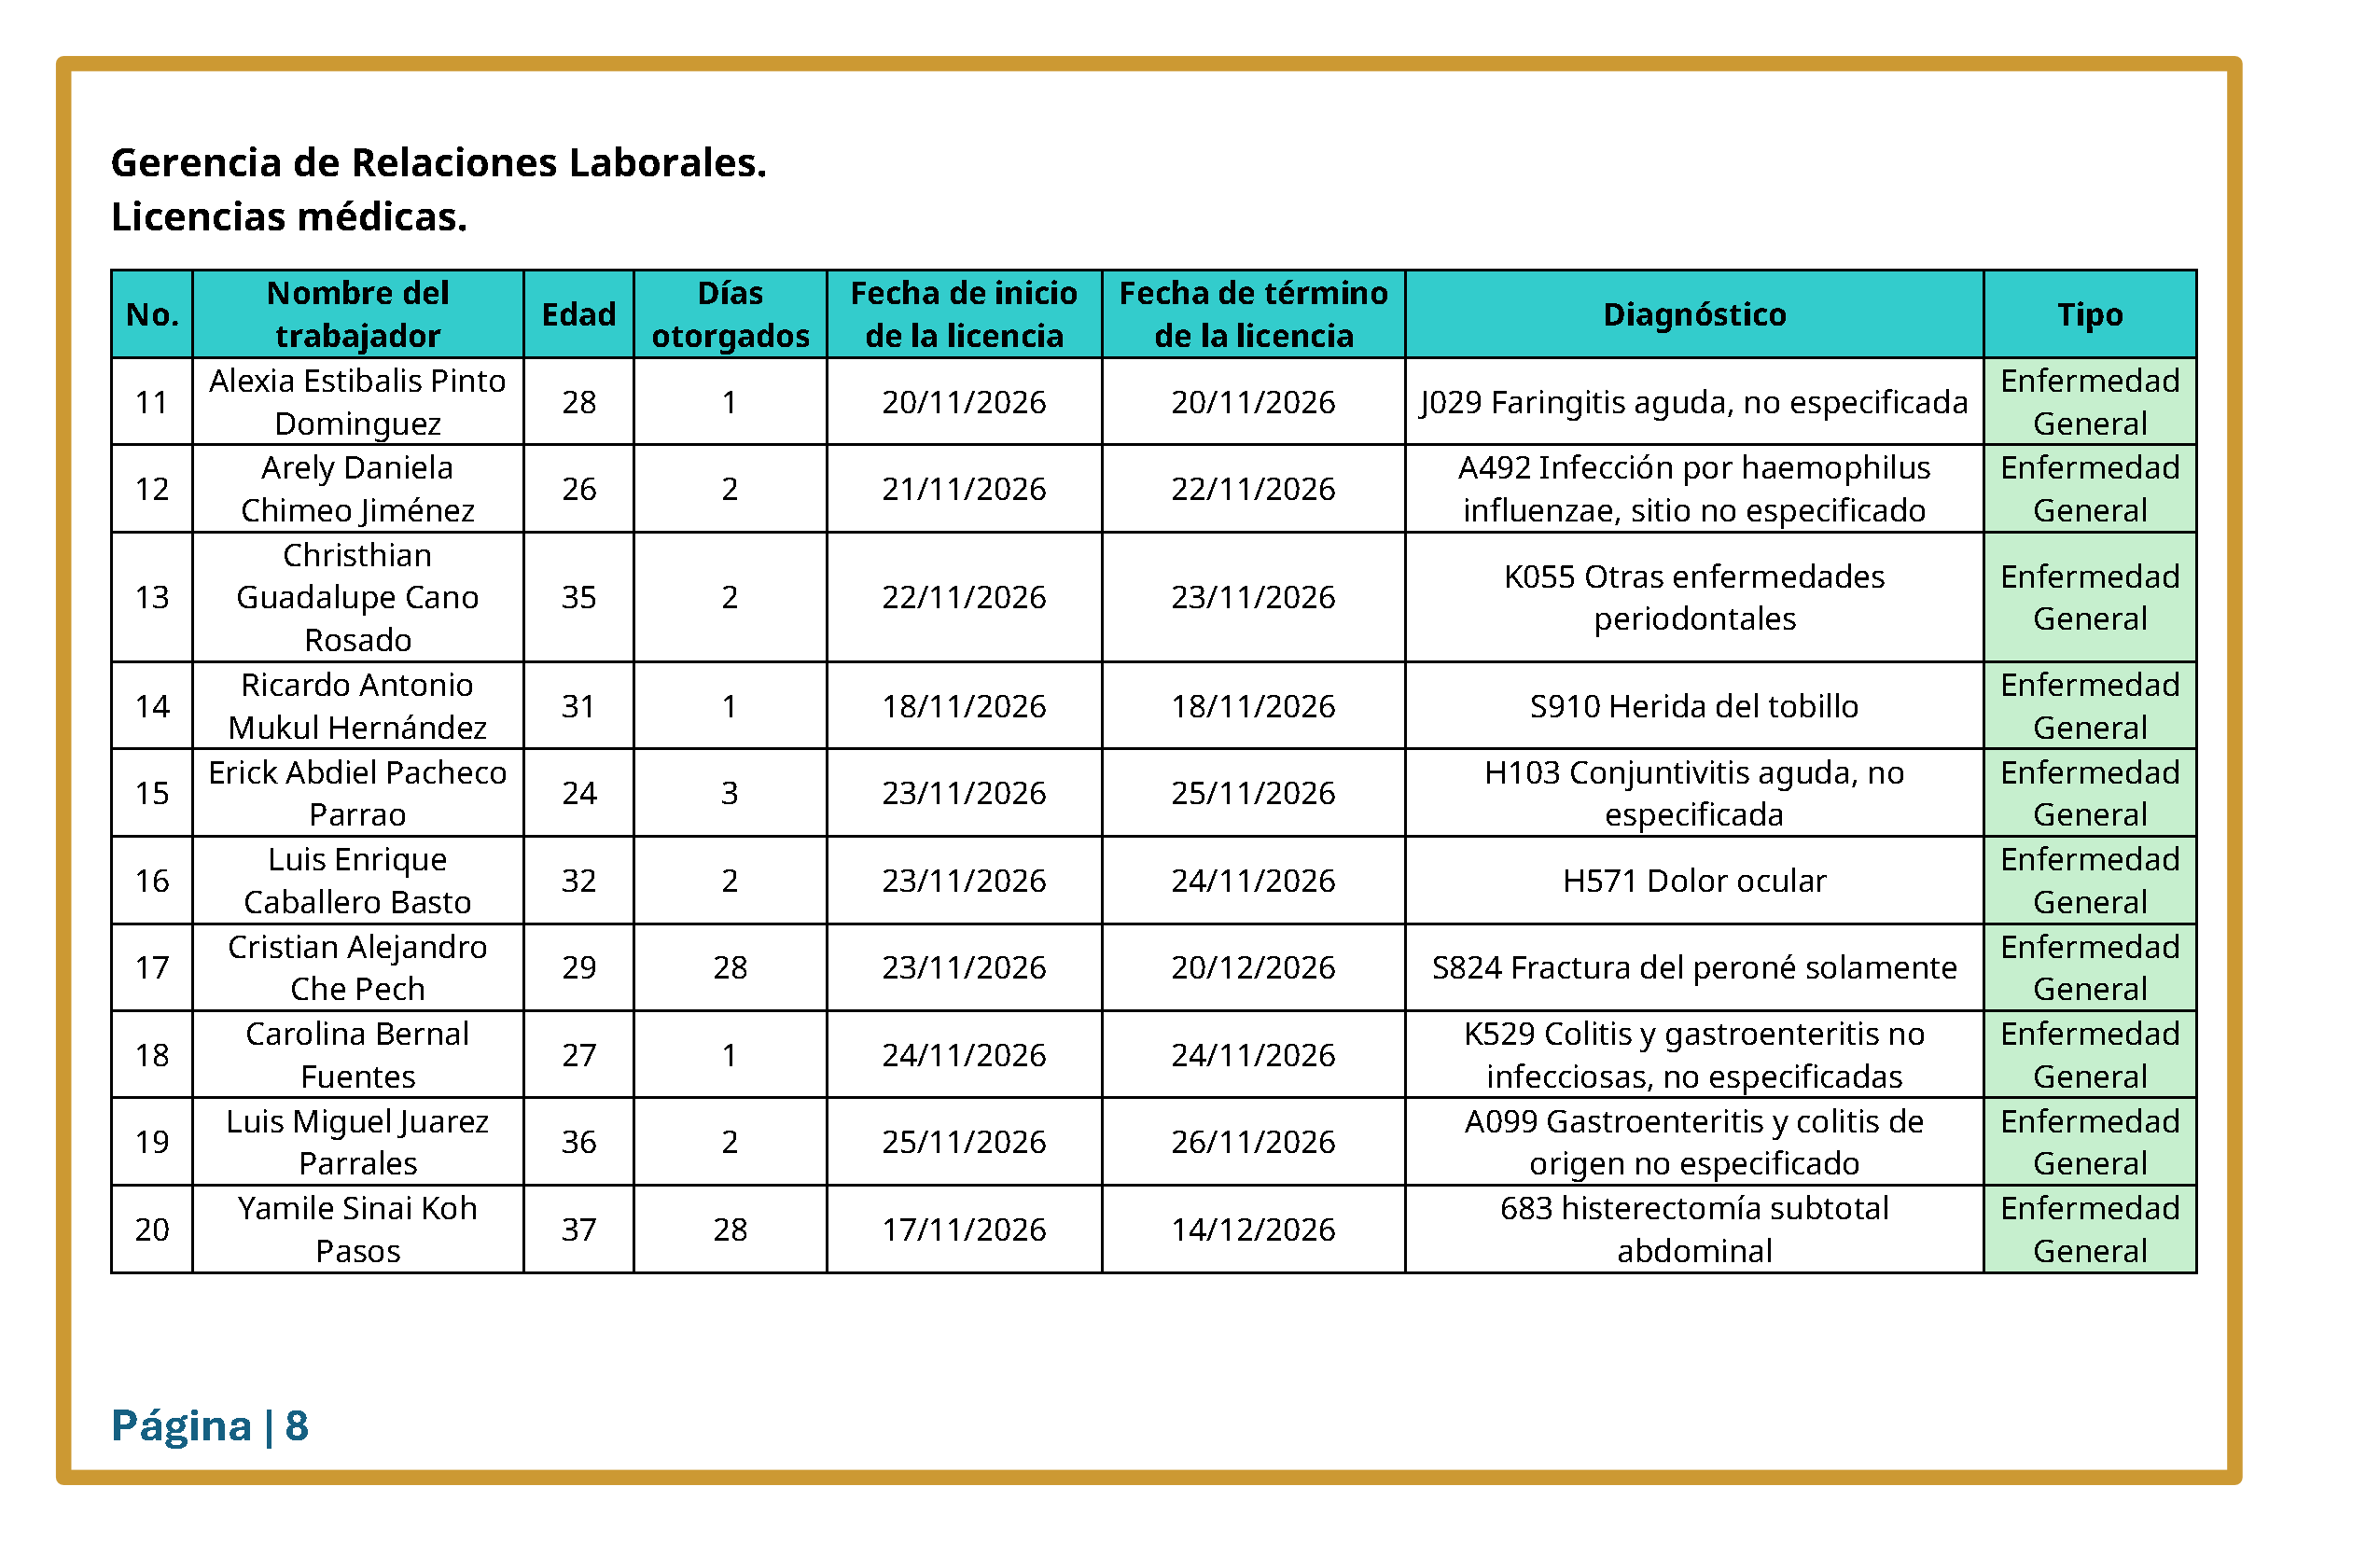 Gerencia de Relaciones Laborales.
Licencias médicas.
No. Nombre del trabajador Edad Días otorgados Fecha de inicio de la licencia Fecha de término de la licencia Diagnóstico Tipo
11 Alexia Estibalis Pinto Dominguez 28 1 20/11/2026 20/11/2026 J029 Faringitis aguda, no especificada Enfermedad General
12 Arely Daniela Chimeo Jiménez 26 2 21/11/2026 22/11/2026 A492 Infección por haemophilus influenzae, sitio no especificado Enfermedad General
13 Christhian Guadalupe Cano Rosado 35 2 22/11/2026 23/11/2026 K055 Otras enfermedades periodontales Enfermedad General
14 Ricardo Antonio Mukul Hernández 31 1 18/11/2026 18/11/2026 S910 Herida del tobillo Enfermedad General
15 Erick Abdiel Pacheco Parrao 24 3 23/11/2026 25/11/2026 H103 Conjuntivitis aguda, no especificada Enfermedad General
16 Luis Enrique Caballero Basto 32 2 23/11/2026 24/11/2026 H571 Dolor ocular Enfermedad General
17 Cristian Alejandro Che Pech 29 28 23/11/2026 20/12/2026 S824 Fractura del peroné solamente Enfermedad General
18 Carolina Bernal Fuentes 27 1 24/11/2026 24/11/2026 K529 Colitis y gastroenteritis no infecciosas, no especificadas Enfermedad General
19 Luis Miguel Juarez Parrales 36 2 25/11/2026 26/11/2026 A099 Gastroenteritis y colitis de origen no especificado Enfermedad General
20 Yamile Sinai Koh Pasos 37 28 17/11/2026 14/12/2026 683 histerectomía subtotal abdominal Enfermedad General
Página | 8